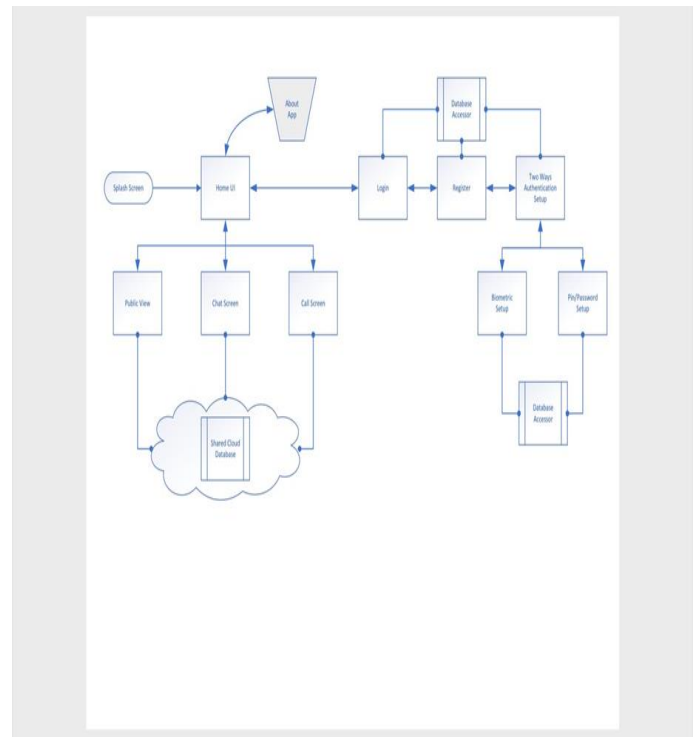 About
App
Database
Accessor
Splash Screen
Home UI
Login
Register
Two Ways
Authentication
Setup
Public View
Chat Screen
Call Screen
Biometric
Setup
Pin/Password
Setup
Database
Accessor
Shared Cloud
Database